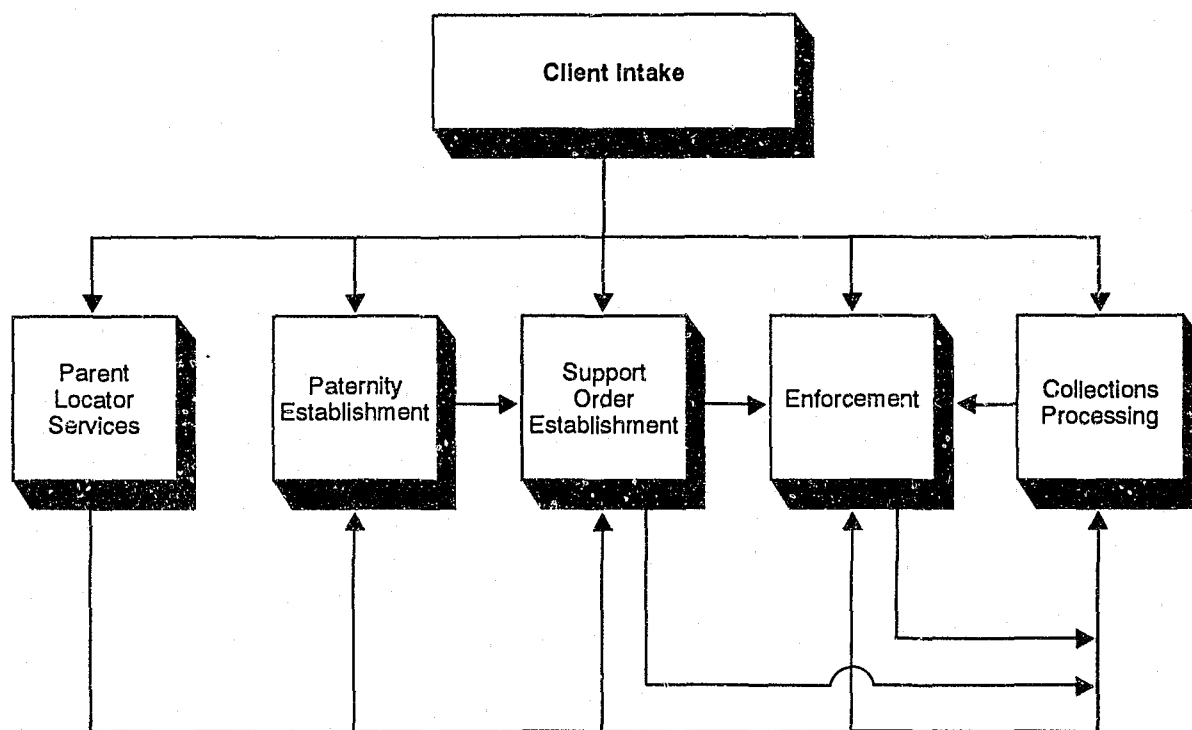 Client Intake
Parent
Locator
Services
Paternity
Establishment
Support
Order
Establishment
Enforcement
Collections
Processing